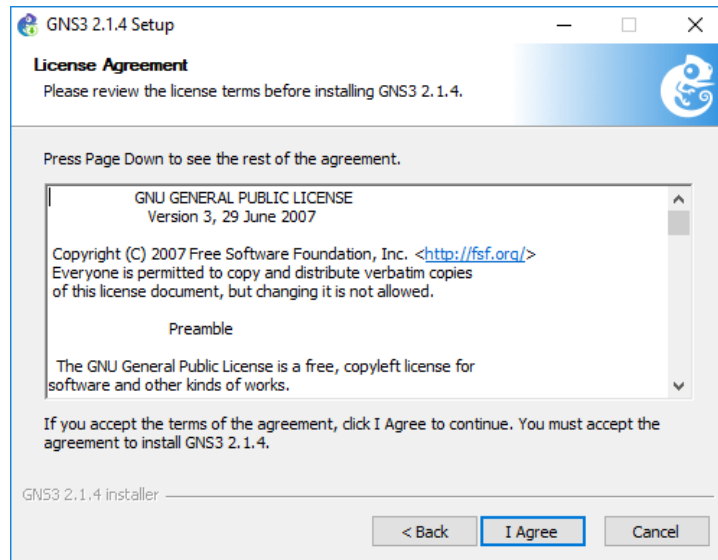 GNS3 2.1.4 Setup
License Agreement
Please review the license terms before installing GNS3 2.1.4.
Press Page Down to see the rest of the agreement.
GNU GENERAL PUBLIC LICENSE
Version 3, 29 June 2007
Copyright (C) 2007 Free Software Foundation, Inc. <http://fsf.org/>
Everyone is permitted to copy and distribute verbatim copies
of this license document, but changing it is not allowed.
Preamble
The GNU General Public License is a free, copyleft license for
software and other kinds of works.
If you accept the terms of the agreement, click I Agree to continue. You must accept the
agreement to install GNS3 2.1.4.
GNS3 2.1.4 installer
< Back I Agree Cancel